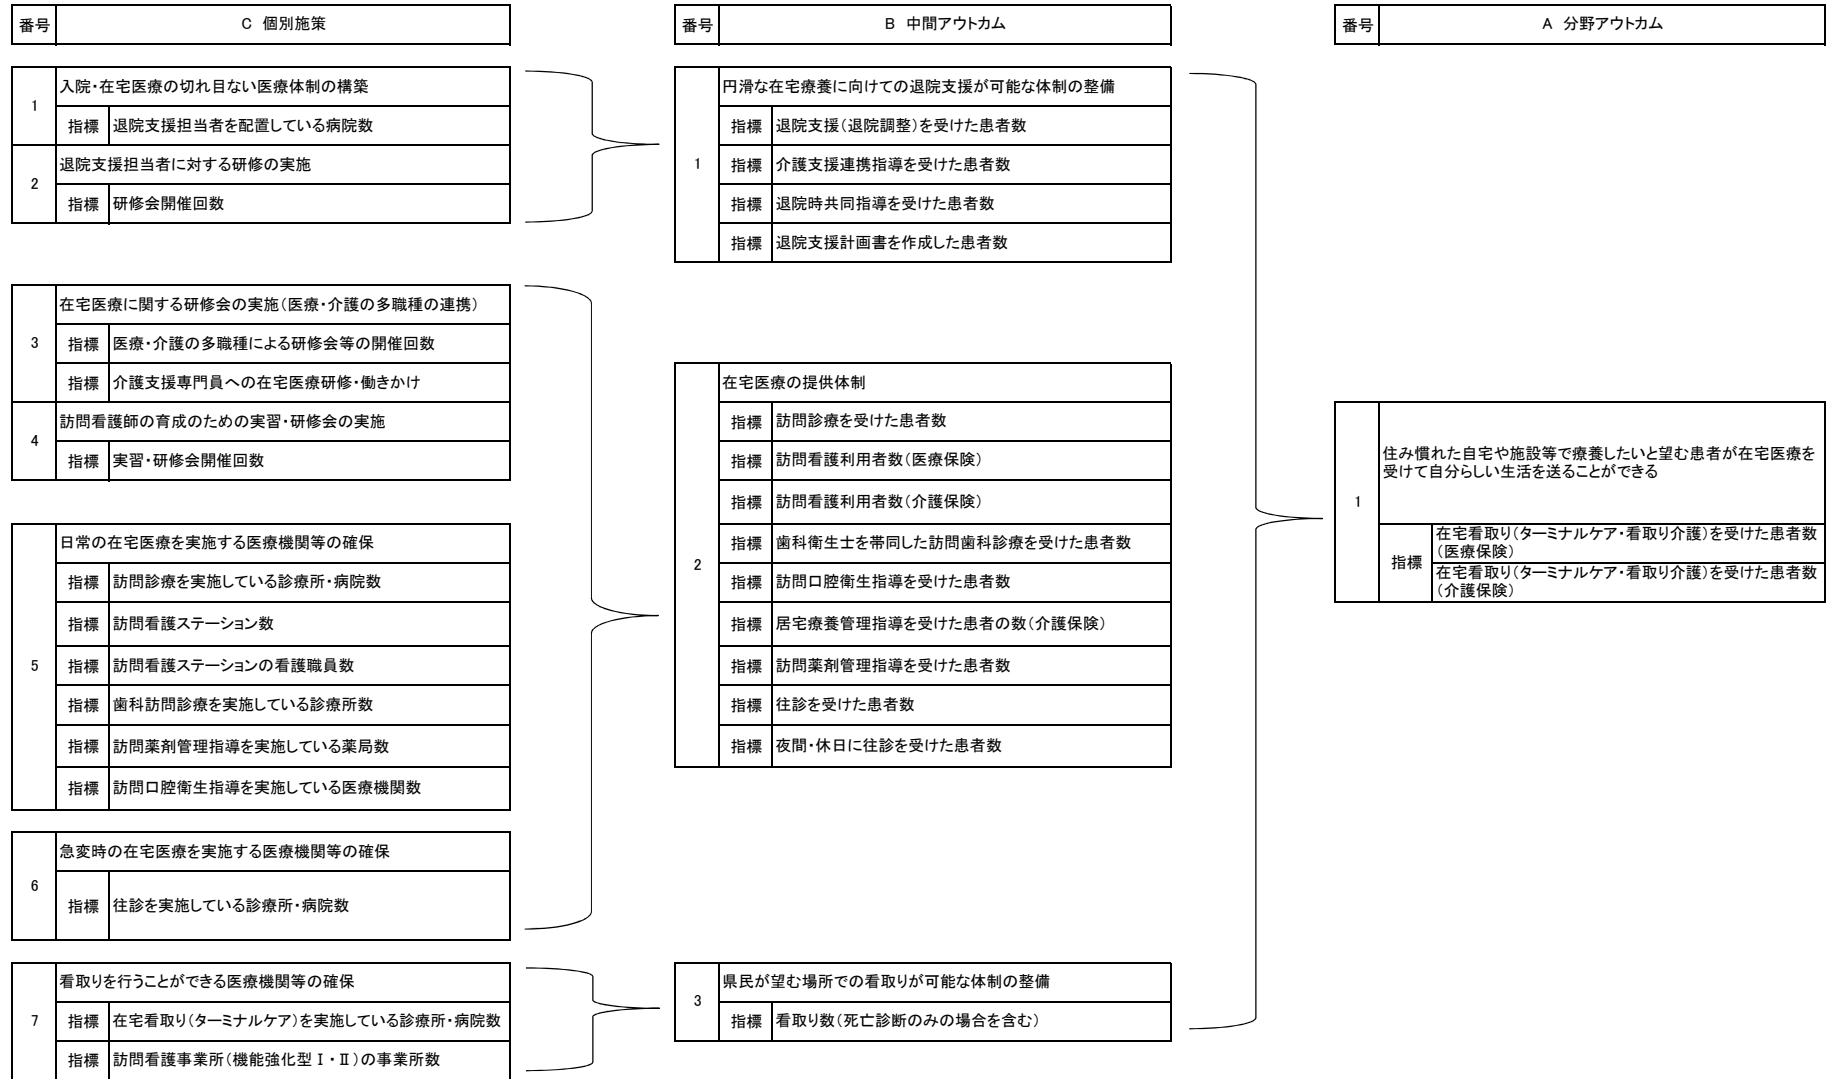 番号
C 個別施策
1
入院・在宅医療の切れ目ない医療体制の構築
指標 退院支援担当者を配置している病院数
2
退院支援担当者に対する研修の実施
指標 研修会開催回数
3
在宅医療に関する研修会の実施(医療・介護の多職種の連携)
指標 医療・介護の多職種による研修会等の開催回数
指標 介護支援専門員への在宅医療研修・働きかけ
4
訪問看護師の育成のための実習・研修会の実施
指標 実習・研修会開催回数
5
日常の在宅医療を実施する医療機関等の確保
指標 訪問診療を実施している診療所・病院数
指標 訪問看護ステーション数
指標 訪問看護ステーションの看護職員数
指標 歯科訪問診療を実施している診療所数
指標 訪問薬剤管理指導を実施している薬局数
指標 訪問口腔衛生指導を実施している医療機関数
6
急変時の在宅医療を実施する医療機関等の確保
指標 往診を実施している診療所・病院数
7
看取りを行うことができる医療機関等の確保
指標 在宅看取り(ターミナルケア)を実施している診療所・病院数
指標 訪問看護事業所(機能強化型Ⅰ・Ⅱ)の事業所数
番号
B 中間アウトカム
1
円滑な在宅療養に向けての退院支援が可能な体制の整備
指標 退院支援(退院調整)を受けた患者数
指標 介護支援連携指導を受けた患者数
指標 退院時共同指導を受けた患者数
指標 退院支援計画書を作成した患者数
2
在宅医療の提供体制
指標 訪問診療を受けた患者数
指標 訪問看護利用者数(医療保険)
指標 訪問看護利用者数(介護保険)
指標 歯科衛生士を帯同した訪問歯科診療を受けた患者数
指標 訪問口腔衛生指導を受けた患者数
指標 居宅療養管理指導を受けた患者の数(介護保険)
指標 訪問薬剤管理指導を受けた患者数
指標 往診を受けた患者数
指標 夜間・休日に往診を受けた患者数
3
県民が望む場所での看取りが可能な体制の整備
指標 看取り数(死亡診断のみの場合を含む)
番号
A 分野アウトカム
1
住み慣れた自宅や施設等で療養したいと望む患者が在宅医療を
受けて自分らしい生活を送ることができる
指標
在宅看取り(ターミナルケア・看取り介護)を受けた患者数
(医療保険)
在宅看取り(ターミナルケア・看取り介護)を受けた患者数
(介護保険)